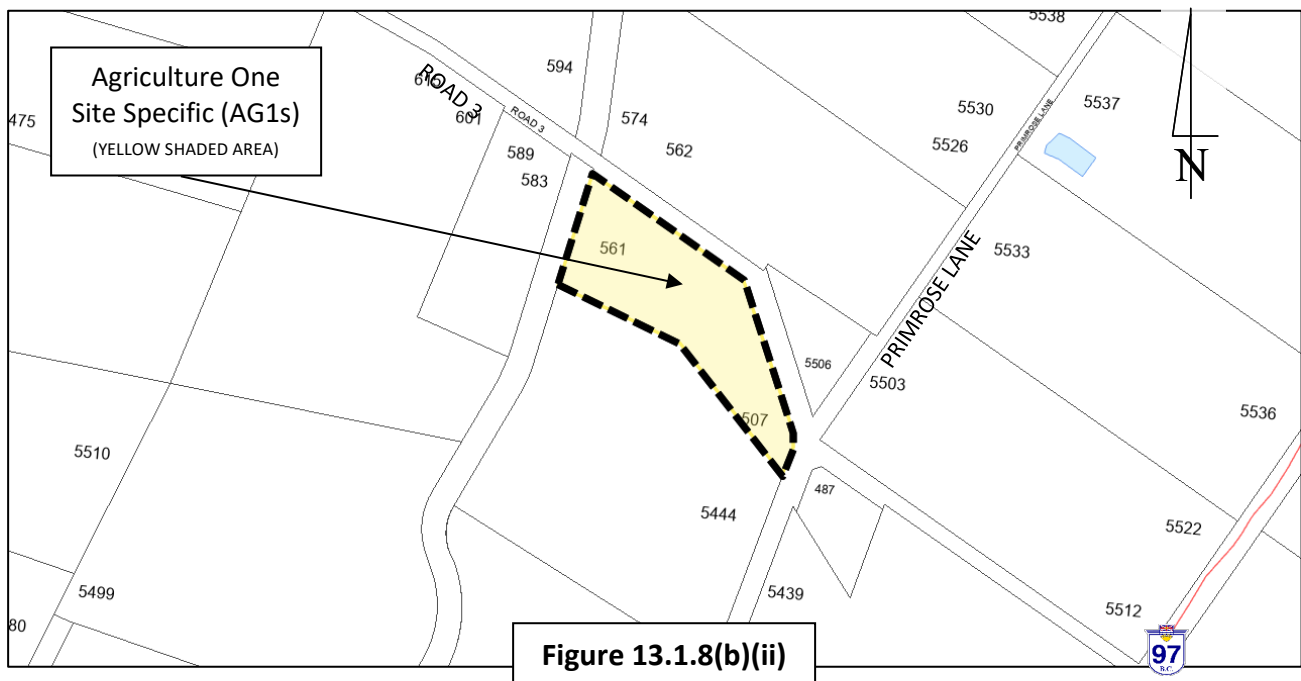 5538
Agriculture One
Site Specific (AG1s)
(YELLOW SHADED AREA)
594
ROAD 3
601
ROAD 3
475
574
562
589
583
5530
5526
5537
PRIMROSE LANE
N
561
5533
PRIMROSE LANE
5506
5503
507
5536
5510
487
5444
5522
5499
5439
5512
80
Figure 13.1.8(b)(ii)
97
B.C.